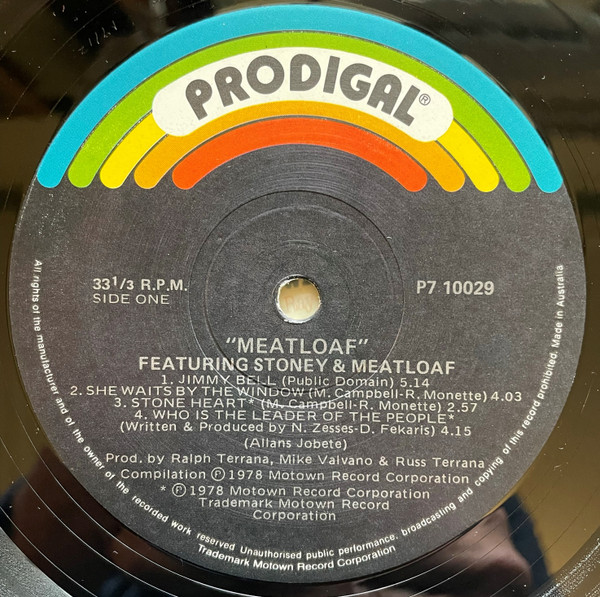 PRODIGAL®
33 1/3 R.P.M.
SIDE ONE
P7 10029
"MEATLOAF"
FEATURING STONEY & MEATLOAF
1. JIMMY BELL (Public Domain) 5.14
2. SHE WAITS BY THE WINDOW (M. Campbell-R. Monette) 4.03
3. STONE HEART* (M. Campbell-R. Monette) 2.57
4. WHO IS THE LEADER OF THE PEOPLE*
(Written & Produced by N. Zesses-D. Fekaris) 4.15
(Allans Jobete)
Prod. by Ralph Terrana, Mike Valvano & Russ Terrana
Compilation Ⓟ 1978 Motown Record Corporation
* Ⓟ 1978 Motown Record Corporation
Trademark Motown Record
Corporation
All rights of the manufacturer and of the owner of the recorded work reserved Unauthorised public performance, broadcasting and copying of this record prohibited. Made in Australia
Trademark Motown Record Corporation